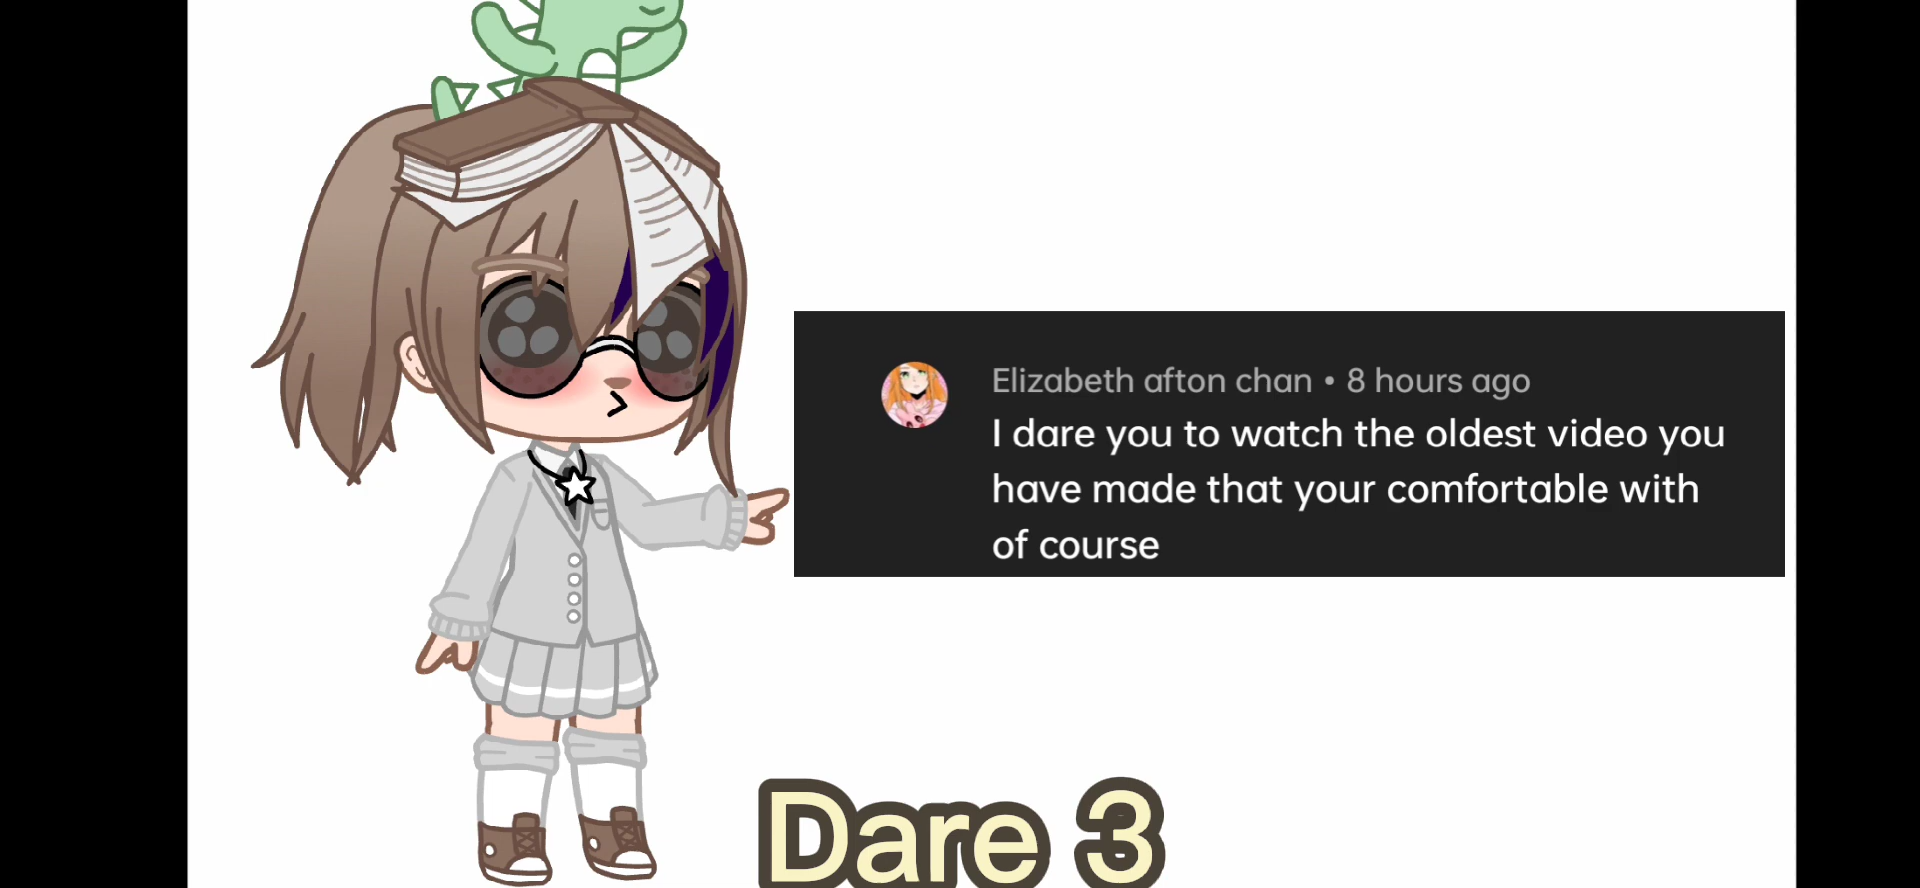 Elizabeth afton chan • 8 hours ago
I dare you to watch the oldest video you
have made that your comfortable with
of course
Dare 3